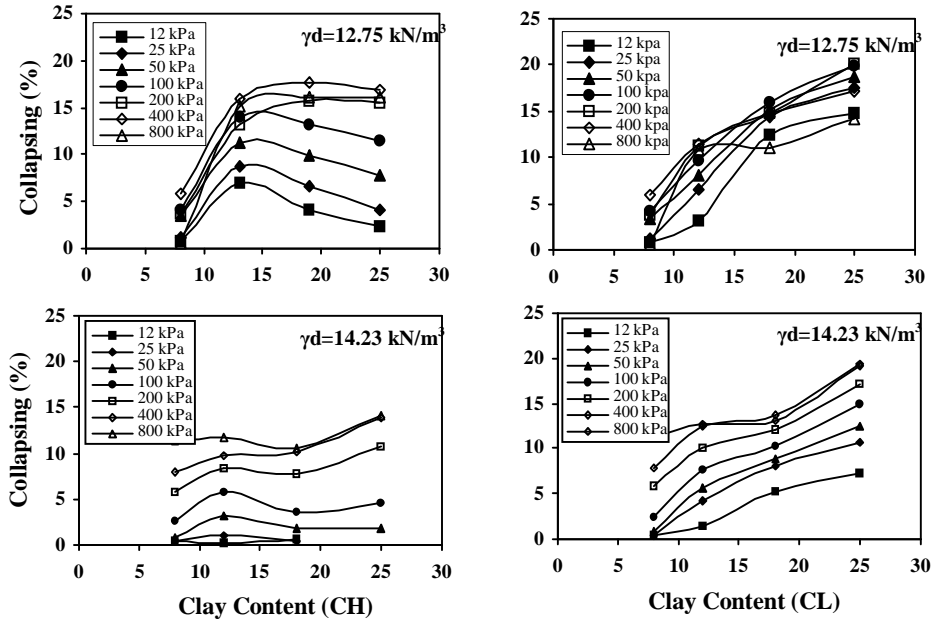 γd=12.75 kN/m³
12 kPa
25 kPa
50 kPa
100 kPa
200 kPa
400 kPa
800 kPa
Collapsing (%)
25
20
15
10
5
0
0 5 10 15 20 25 30
γd=12.75 kN/m³
12 kpa
25 kpa
50 kpa
100 kpa
200 kpa
400 kpa
800 kpa
25
20
15
10
5
0
0 5 10 15 20 25 30
γd=14.23 kN/m³
12 kPa
25 kPa
50 kPa
100 kPa
200 kPa
400 kPa
800 kPa
Collapsing (%)
25
20
15
10
5
0
0 5 10 15 20 25 30
Clay Content (CH)
γd=14.23 kN/m³
12 kPa
25 kPa
50 kPa
100 kPa
200 kPa
400 kPa
800 kPa
25
20
15
10
5
0
0 5 10 15 20 25 30
Clay Content (CL)